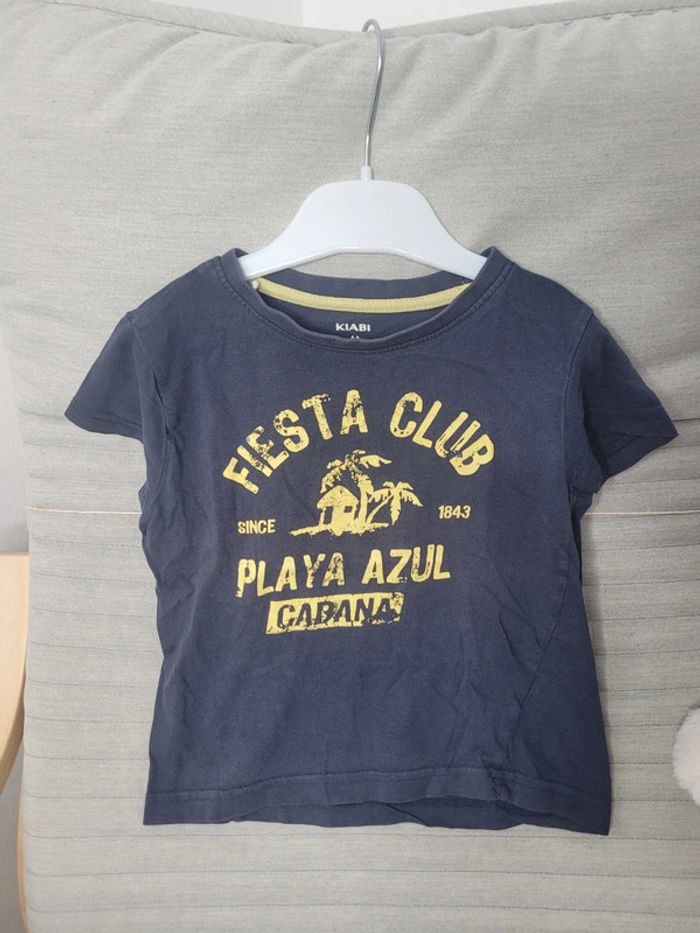 KIABI
FIESTA CLUB
SINCE 1843
PLAYA AZUL
CABANA